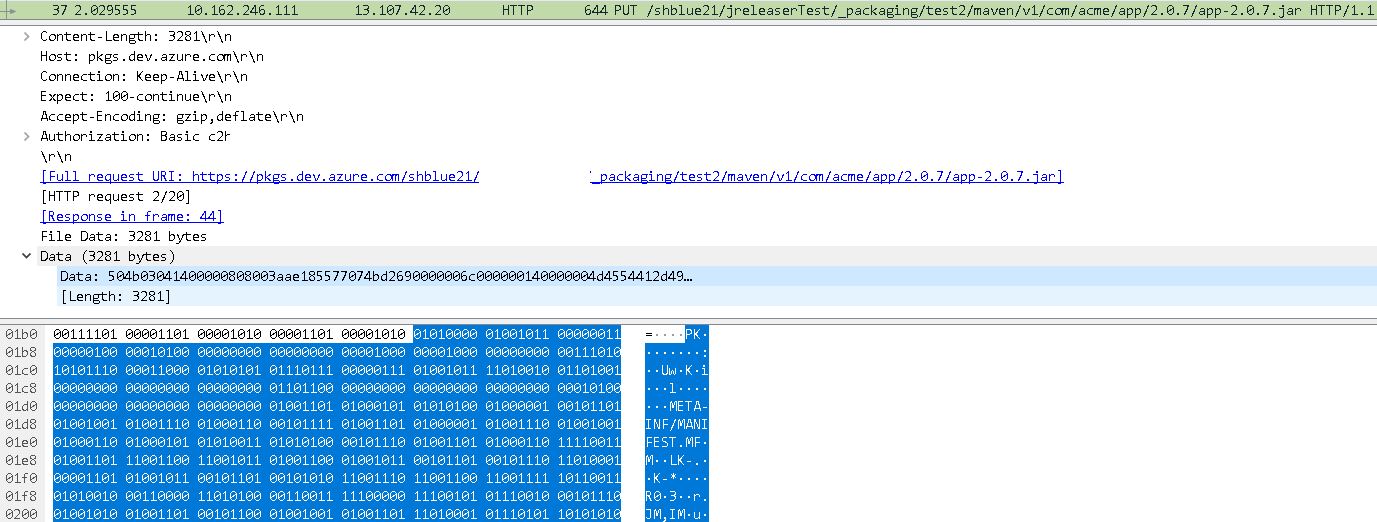 37 2.029555 10.162.246.111 13.107.42.20 HTTP 644 PUT /shblue21/jreleaserTest/_packaging/test2/maven/v1/com/acme/app/2.0.7/app-2.0.7.jar HTTP/1.1
Content-Length: 3281\r\n
Host: pkgs.dev.azure.com\r\n
Connection: Keep-Alive\r\n
Expect: 100-continue\r\n
Accept-Encoding: gzip,deflate\r\n
Authorization: Basic c2h
\r\n
[Full request URI: https://pkgs.dev.azure.com/shblue21/ _packaging/test2/maven/v1/com/acme/app/2.0.7/app-2.0.7.jar]
[HTTP request 2/20]
[Response in frame: 44]
File Data: 3281 bytes
Data (3281 bytes)
Data: 504b03041400000808003aae185577074bd2690000006c000000140000004d4554412d49…
[Length: 3281]
01b0 00111101 00001101 00001010 00001101 00001010 01010000 01001011 00000011 =····PK·
01b8 00000100 00010100 00000000 00000000 00001000 00001000 00000000 00111010 ·······:
01c0 10101110 00011000 01010101 01110111 00000111 01001011 11010010 01101001 ··Uw·K·i
01c8 00000000 00000000 00000000 01101100 00000000 00000000 00000000 00010100 ···l····
01d0 00000000 00000000 00000000 01001101 01000101 01010100 01000001 00101101 ···META-
01d8 01001001 01001110 01000110 00101111 01001101 01000001 01001110 01001001 INF/MANI
01e0 01000110 01000101 01010011 01010100 00101110 01001101 01000110 11110011 FEST.MF·
01e8 01001101 11001100 11001011 01001100 01001011 00101101 00101110 11010001 M··LK-.·
01f0 00001101 01001011 00101101 00101010 11001110 11001100 11001111 10110011 ·K-*····
01f8 01010010 00110000 11010100 00110011 11100000 11100101 01110010 00101110 R0·3··r.
0200 01001010 01001101 00101100 01001001 01001101 11010001 01110101 10101010 JM,IM·u·